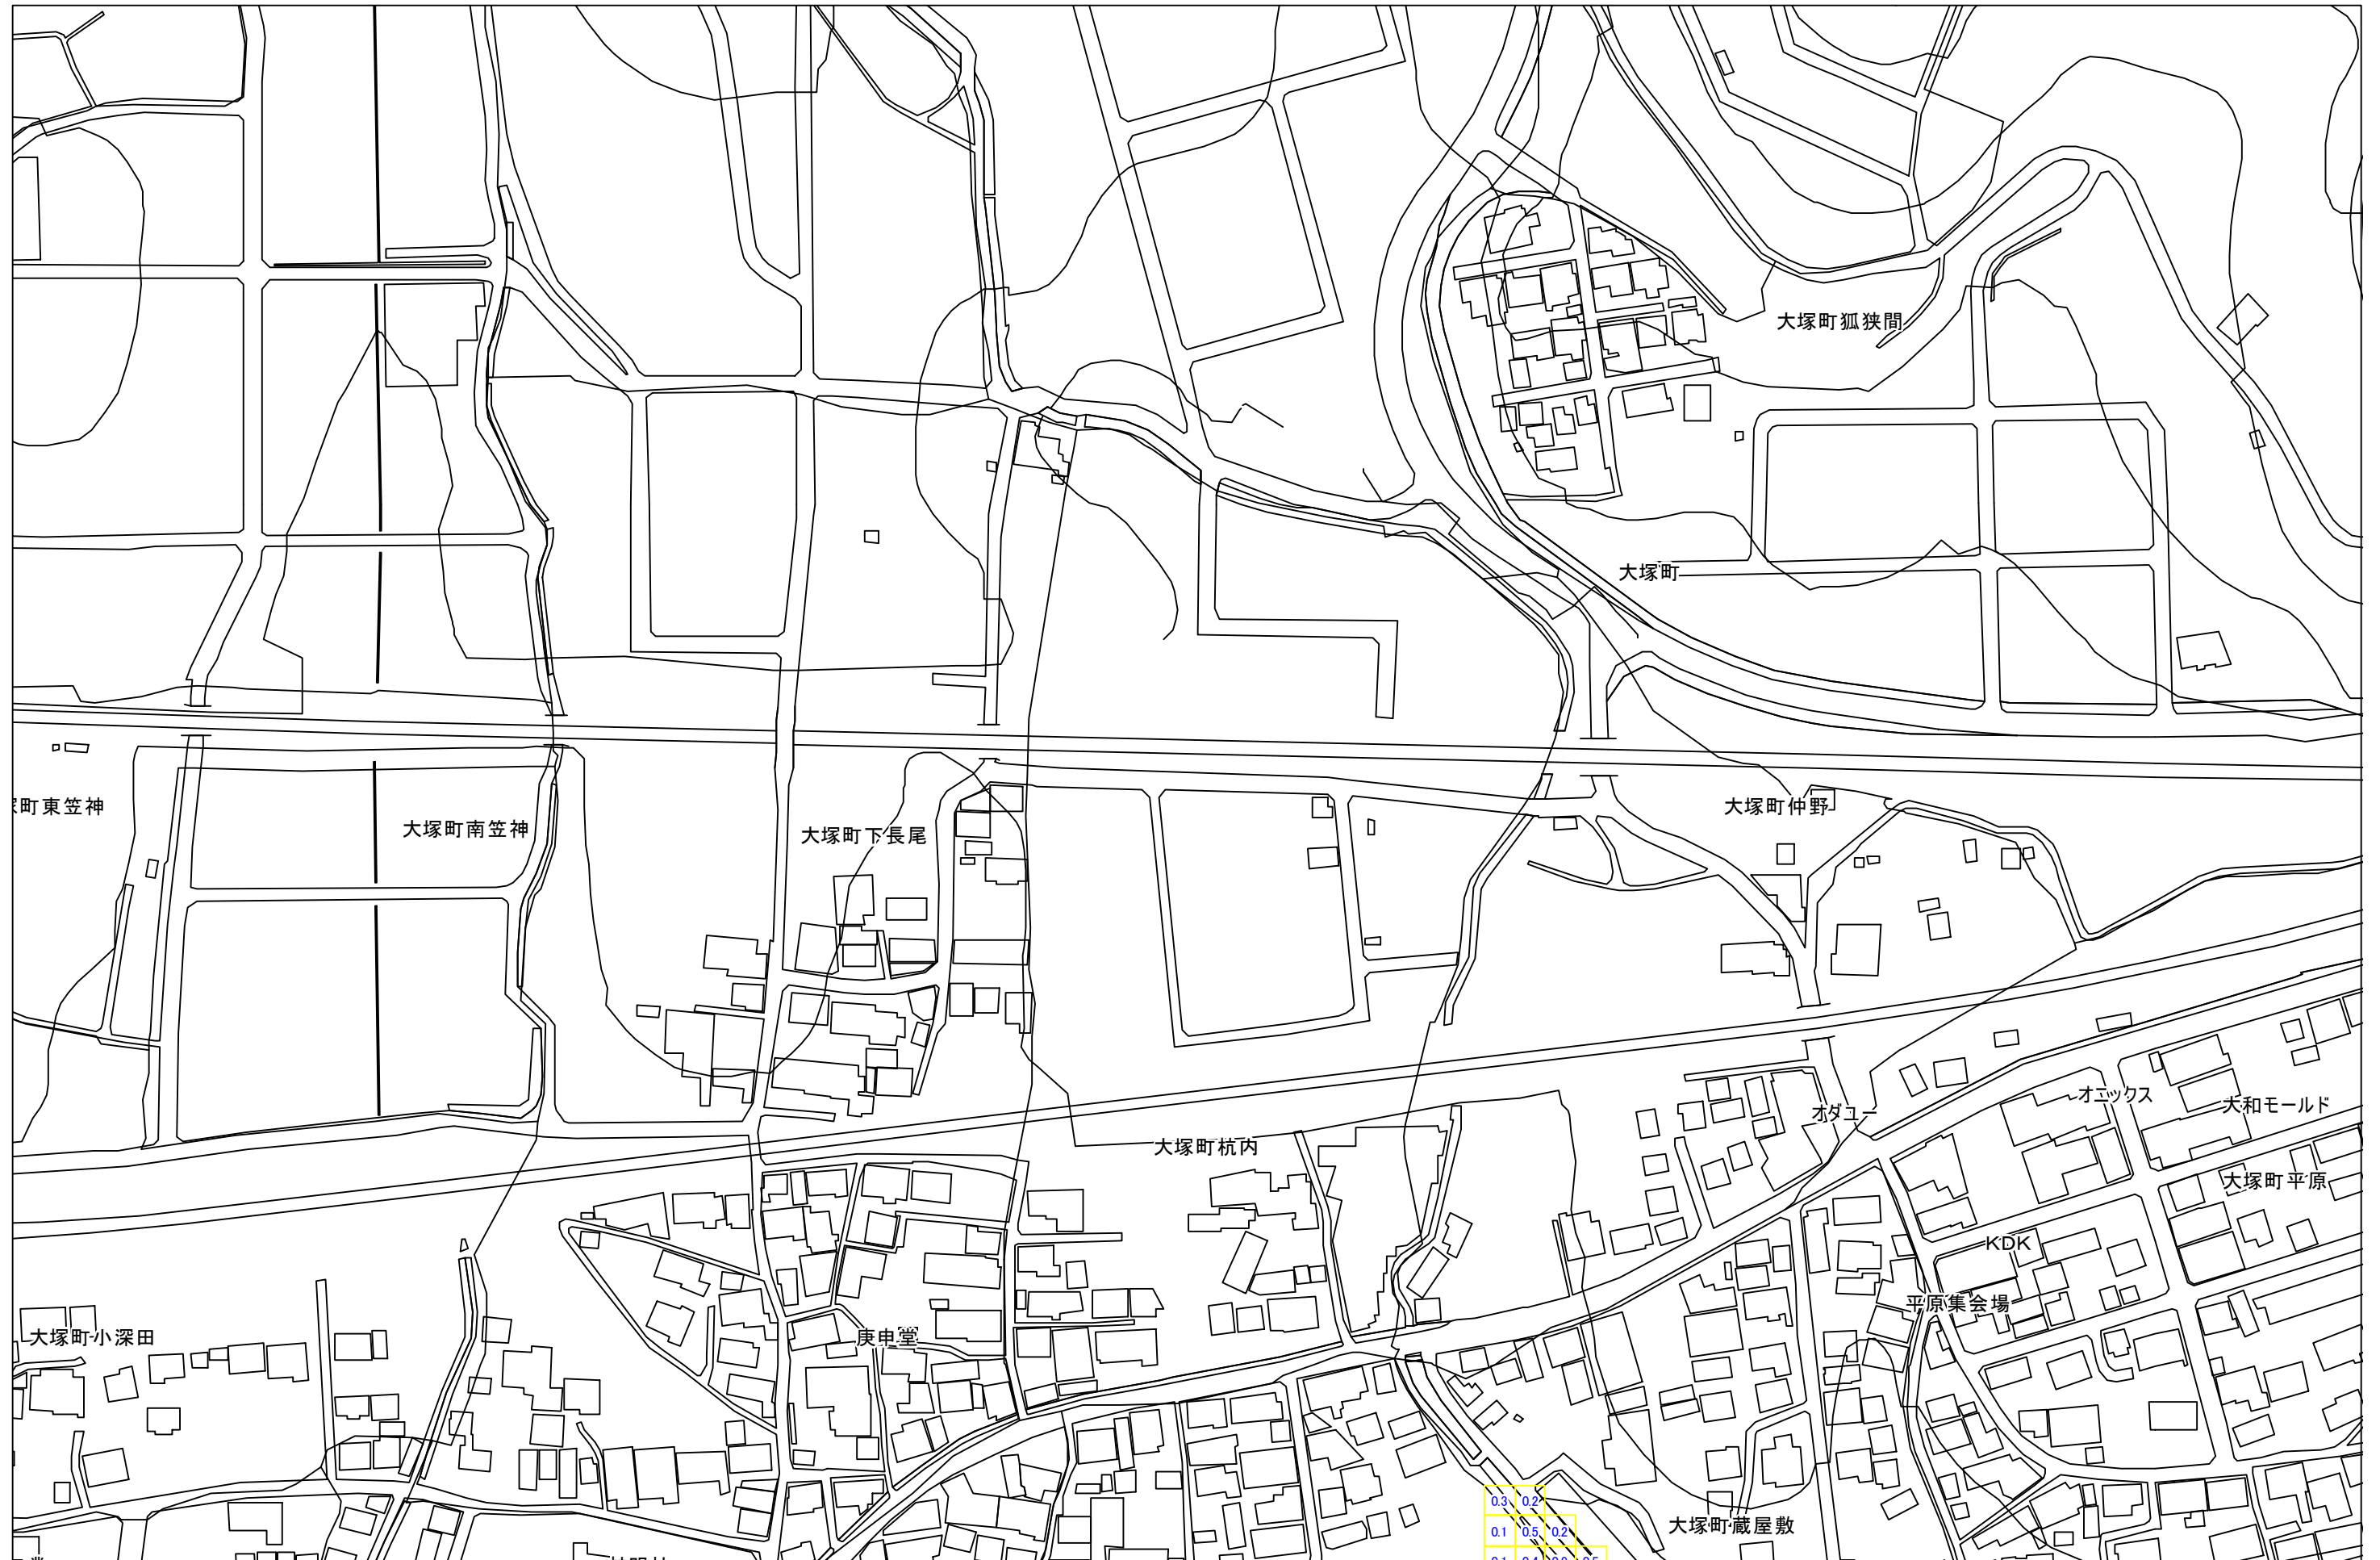 大塚町狐狭間
大塚町
町東笠神
大塚町南笠神
大塚町下長尾
大塚町仲野
オダユー
オニックス
大和モールド
大塚町杭内
大塚町平原
KDK
平原集会場
大塚町小深田
庚申堂
0.3 0.2
大塚町蔵屋敷
0.1 0.5 0.2